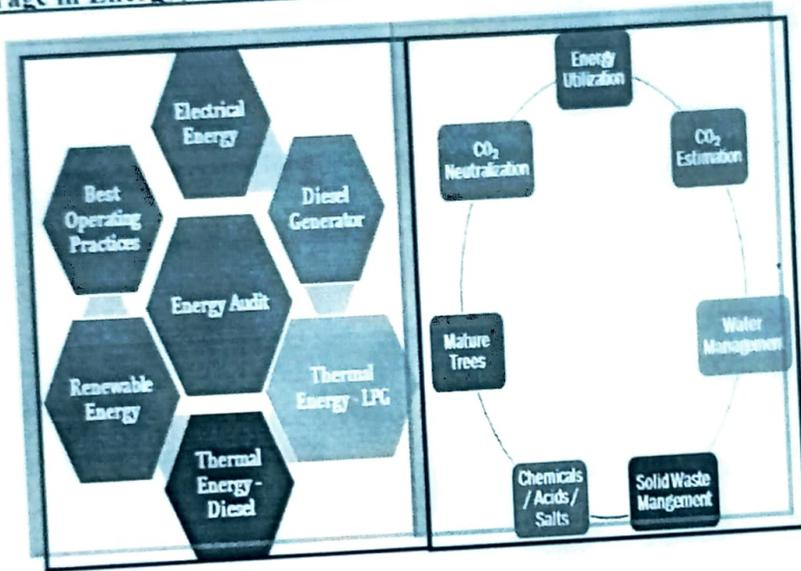 Electrical
Energy
Diesel
Generator
Thermal
Energy - LPG
Thermal
Energy -
Diesel
Renewable
Energy
Best
Operating
Practices
Energy Audit
Energy
Utilization
CO₂
Estimation
Water
Management
Solid Waste
Mangement
Chemicals
/ Acids /
Salts
Mature
Trees
CO₂
Neutralization